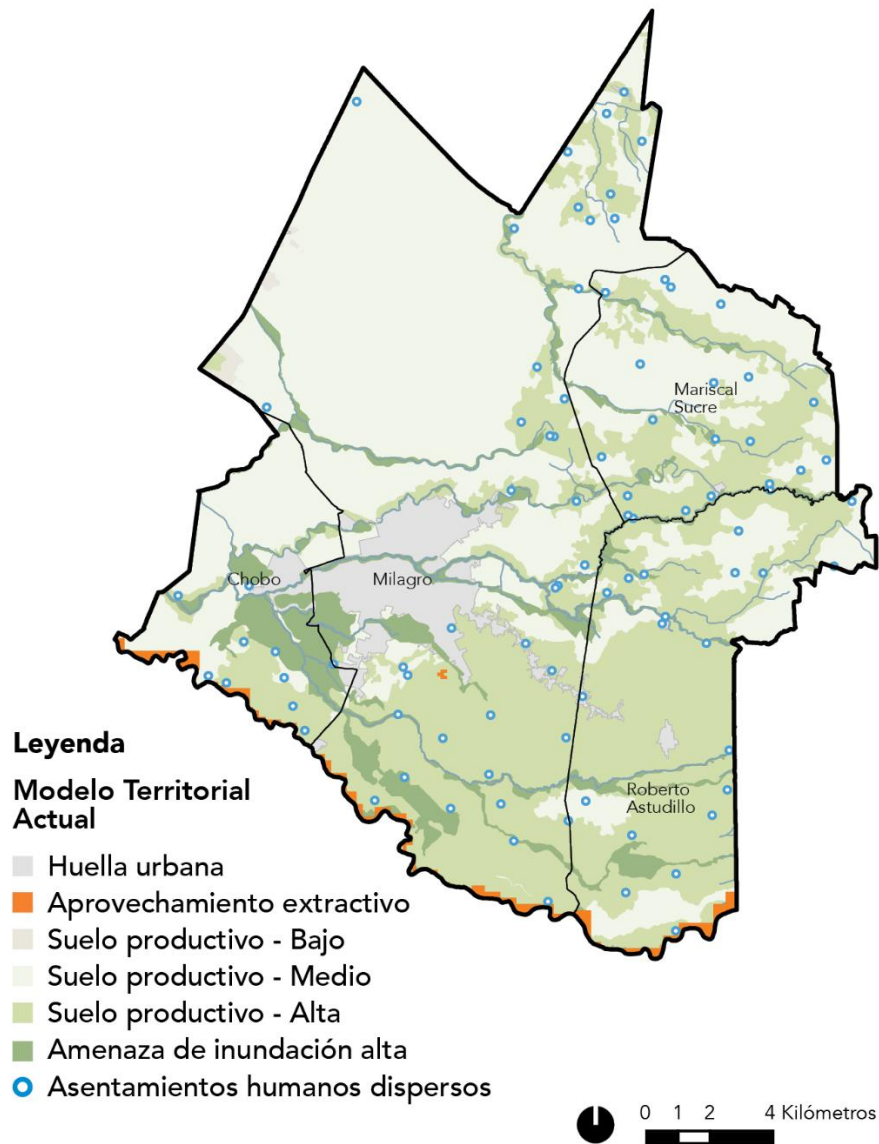 Mariscal
Sucre
Chobo
Milagro
Roberto
Astudillo
Leyenda
Modelo Territorial
Actual
Huella urbana
Aprovechamiento extractivo
Suelo productivo - Bajo
Suelo productivo - Medio
Suelo productivo - Alta
Amenaza de inundación alta
Asentamientos humanos dispersos
0 1 2 4 Kilómetros